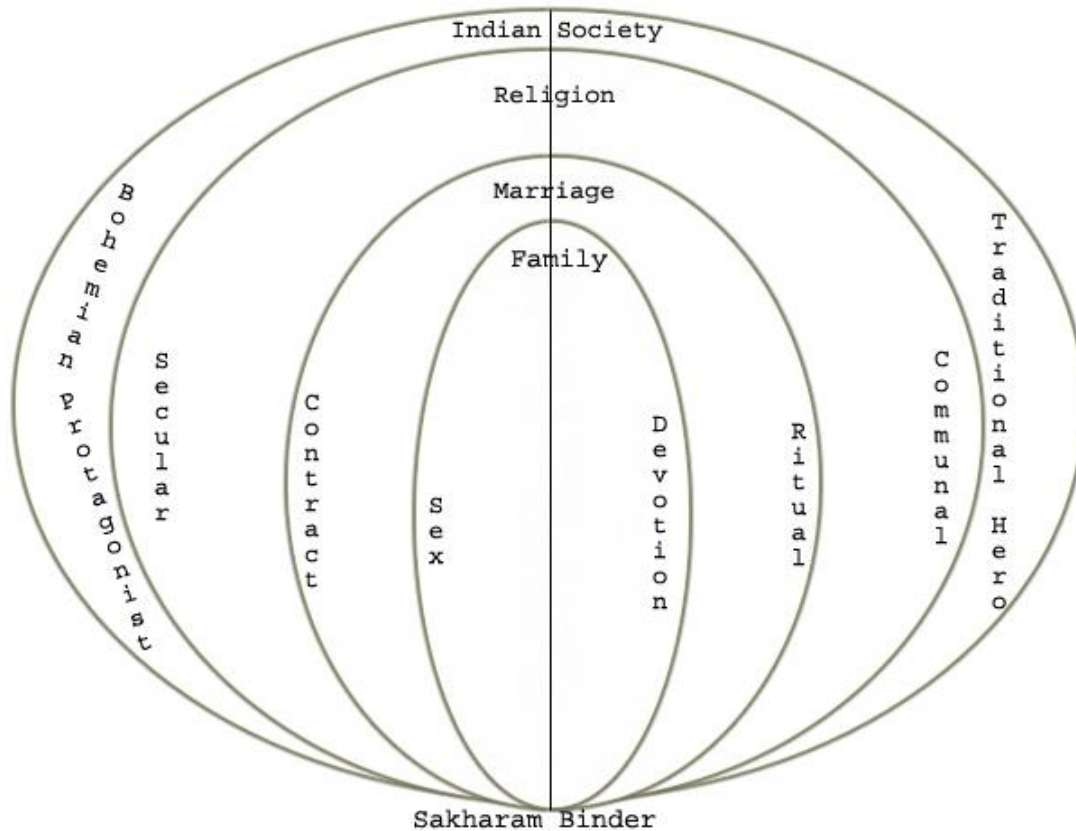 Indian Society
Religion
Marriage
Family
Bohemian protagonist
Secular
Contract
Sex
Devotion
Ritual
Communal
Traditional Hero
Sakharam Binder